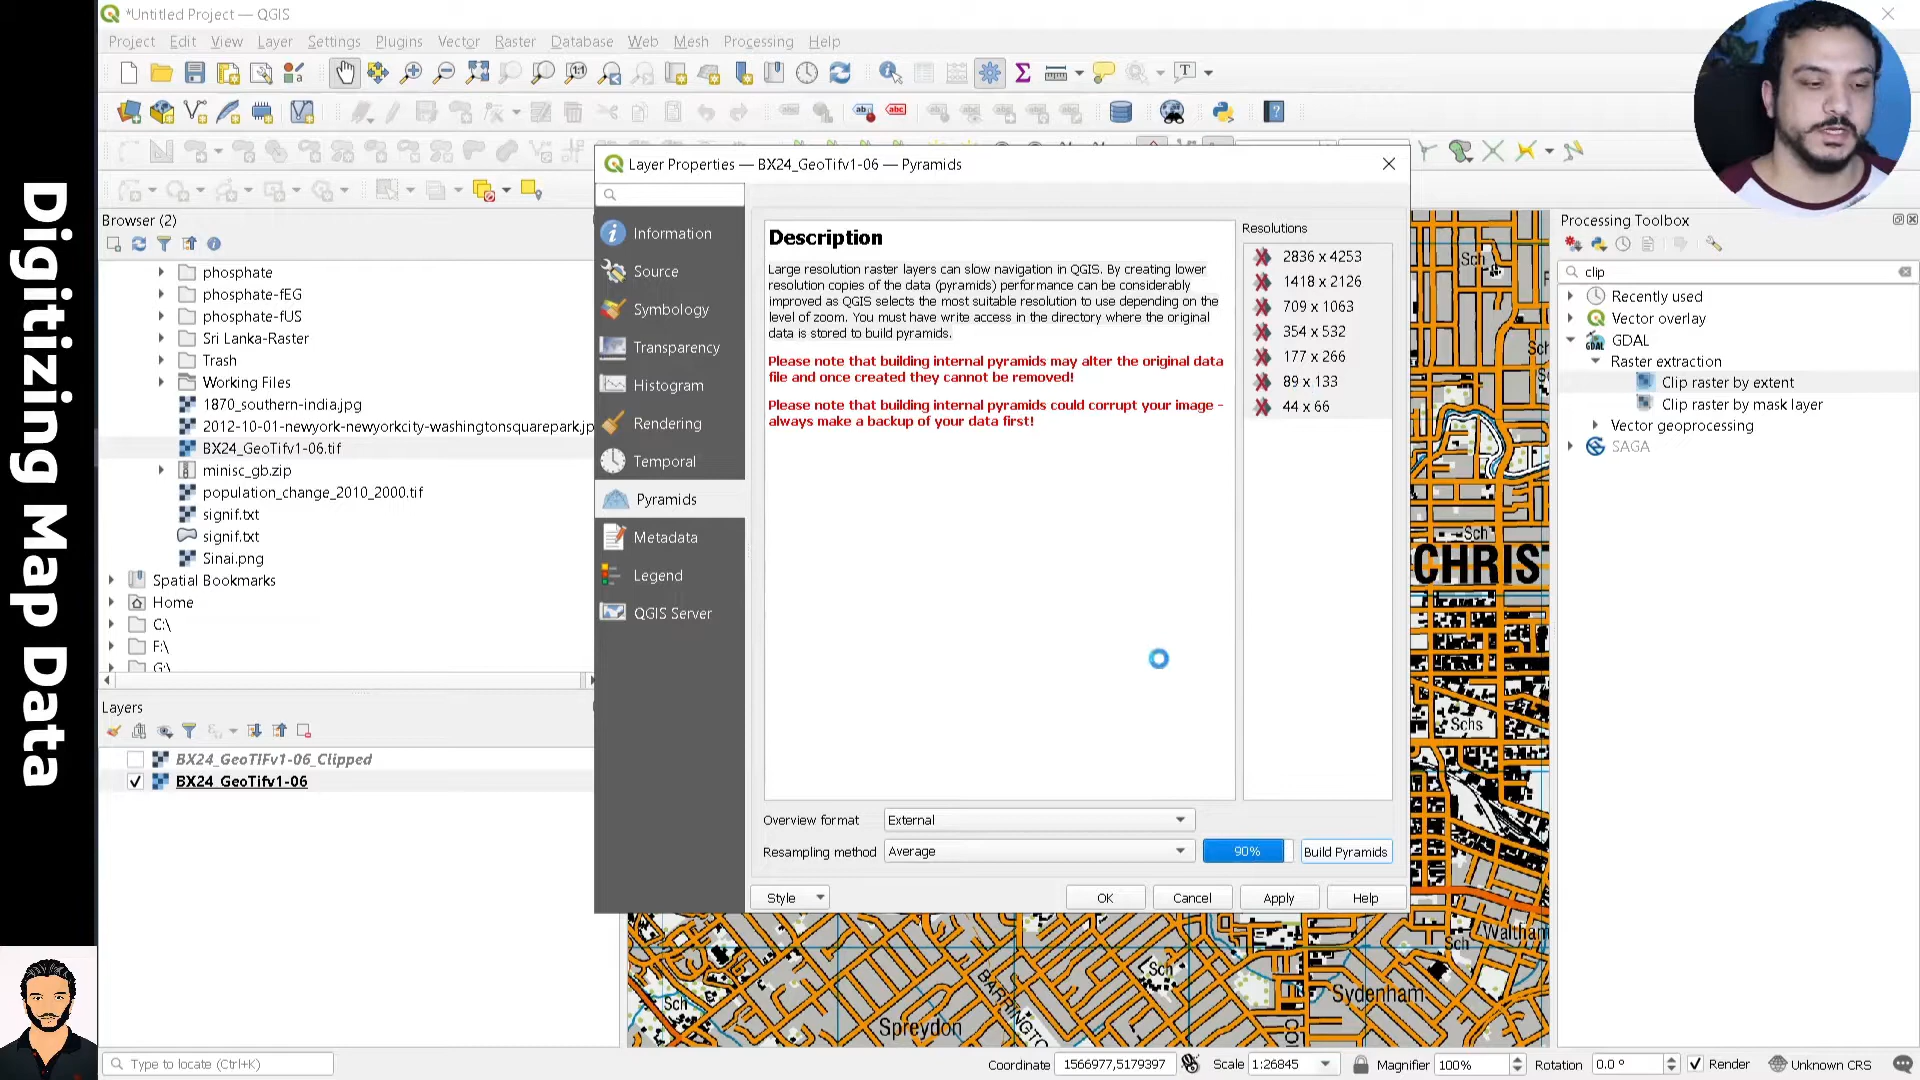 *Untitled Project — QGIS
Project Edit View Layer Settings Plugins Vector Raster Database Web Mesh Processing Help
Digitizing Map Data
Browser (2)
phosphate
phosphate-fEG
phosphate-fUS
Sri Lanka-Raster
Trash
Working Files
1870_southern-india.jpg
2012-10-01-newyork-newyorkcity-washingtonsquarepark.jp
BX24_GeoTifv1-06.tif
minisc_gb.zip
population_change_2010_2000.tif
signif.txt
signif.txt
Sinai.png
Spatial Bookmarks
Home
C:\
F:\
G:\
Layers
BX24_GeoTIFv1-06_Clipped
BX24_GeoTifv1-06
Layer Properties — BX24_GeoTifv1-06 — Pyramids
Information
Source
Symbology
Transparency
Histogram
Rendering
Temporal
Pyramids
Metadata
Legend
QGIS Server
Description
Large resolution raster layers can slow navigation in QGIS. By creating lower
resolution copies of the data (pyramids) performance can be considerably
improved as QGIS selects the most suitable resolution to use depending on the
level of zoom. You must have write access in the directory where the original
data is stored to build pyramids.
Please note that building internal pyramids may alter the original data
file and once created they cannot be removed!
Please note that building internal pyramids could corrupt your image -
always make a backup of your data first!
Resolutions
2836 x 4253
1418 x 2126
709 x 1063
354 x 532
177 x 266
89 x 133
44 x 66
Overview format External
Resampling method Average 90% Build Pyramids
Style OK Cancel Apply Help
Sch
Sch
CHRIST
Schs
Sch
Waltham
Sch
Sydenham
Sch
BARRINGTO
Spreydon
Processing Toolbox
clip
Recently used
Vector overlay
GDAL
Raster extraction
Clip raster by extent
Clip raster by mask layer
Vector geoprocessing
SAGA
Type to locate (Ctrl+K)
Coordinate 1566977,5179397 Scale 1:26845 Magnifier 100% Rotation 0.0 ° Render Unknown CRS